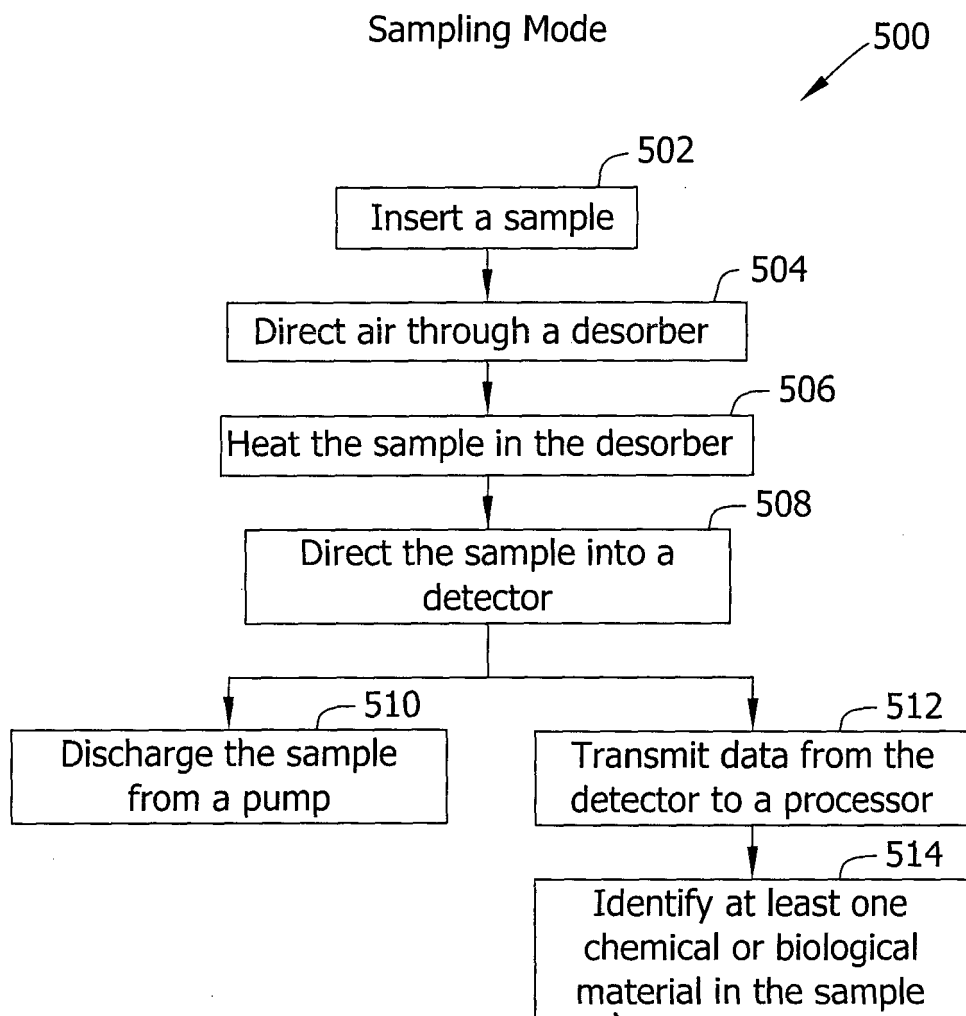 Sampling Mode
500
502
Insert a sample
504
Direct air through a desorber
506
Heat the sample in the desorber
508
Direct the sample into a
detector
510
Discharge the sample
from a pump
512
Transmit data from the
detector to a processor
514
Identify at least one
chemical or biological
material in the sample